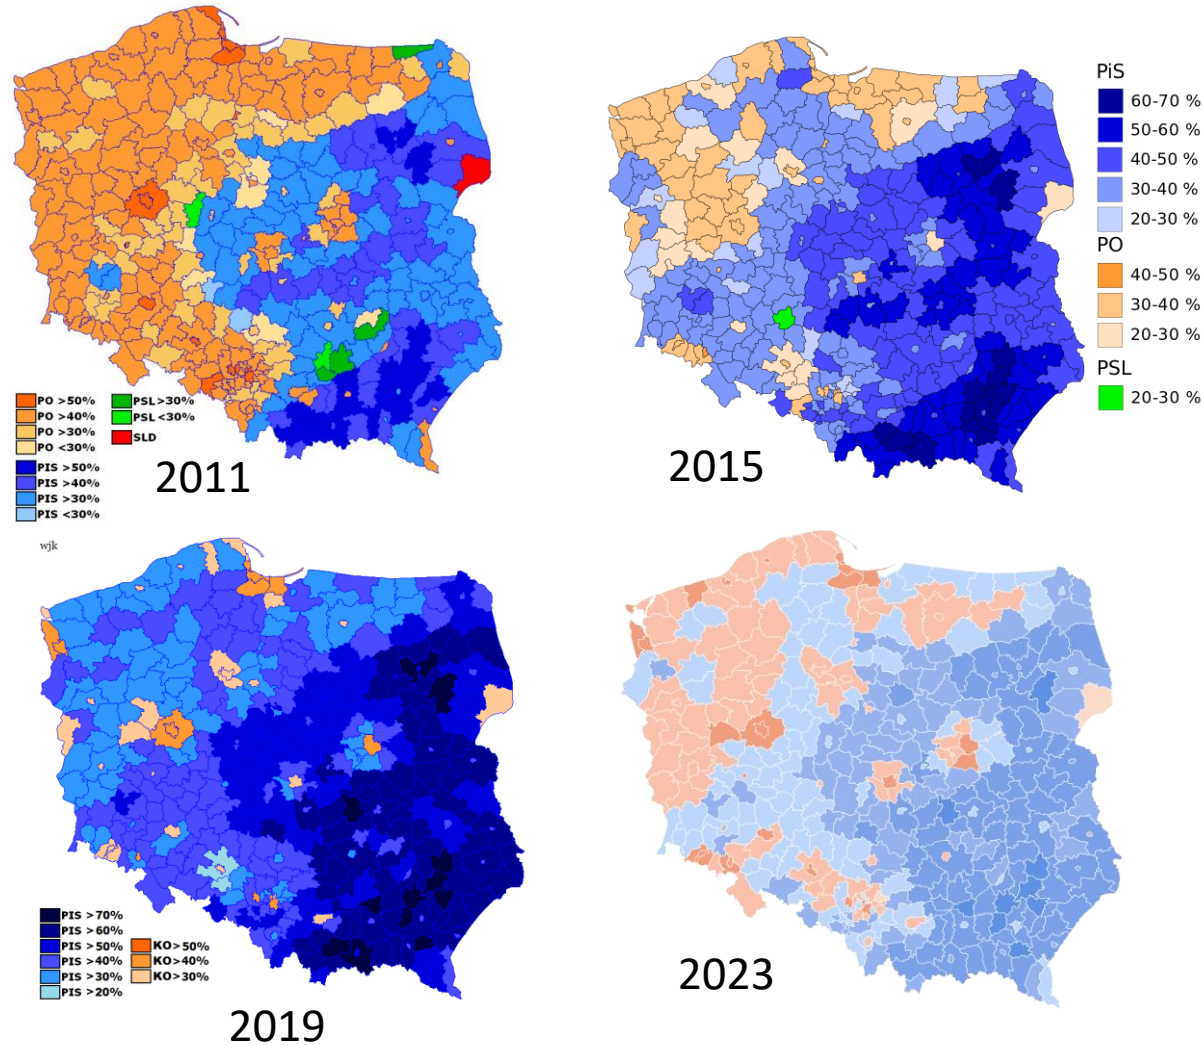 PO >50%
PO >40%
PO >30%
PO <30%
PIS >50%
PIS >40%
PIS >30%
PIS <30%
PSL>30%
PSL<30%
SLD
2011
wjk
PiS
60-70 %
50-60 %
40-50 %
30-40 %
20-30 %
PO
40-50 %
30-40 %
20-30 %
PSL
20-30 %
2015
PIS >70%
PIS >60%
PIS >50%
PIS >40%
PIS >30%
PIS >20%
KO>50%
KO>40%
KO>30%
2019
2023